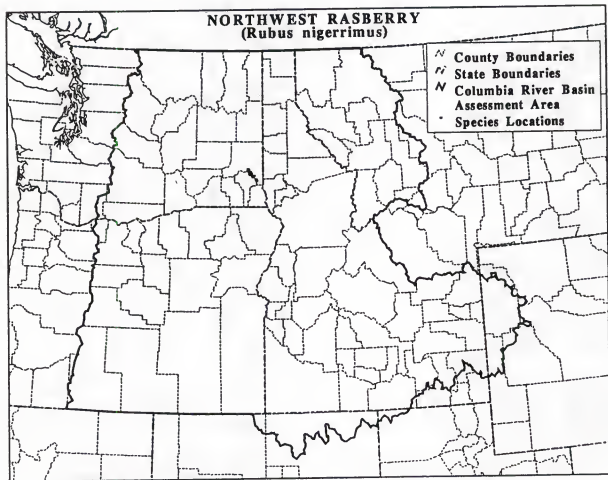 NORTHWEST RASBERRY
(Rubus nigerrimus)
County Boundaries
State Boundaries
Columbia River Basin
Assessment Area
Species Locations